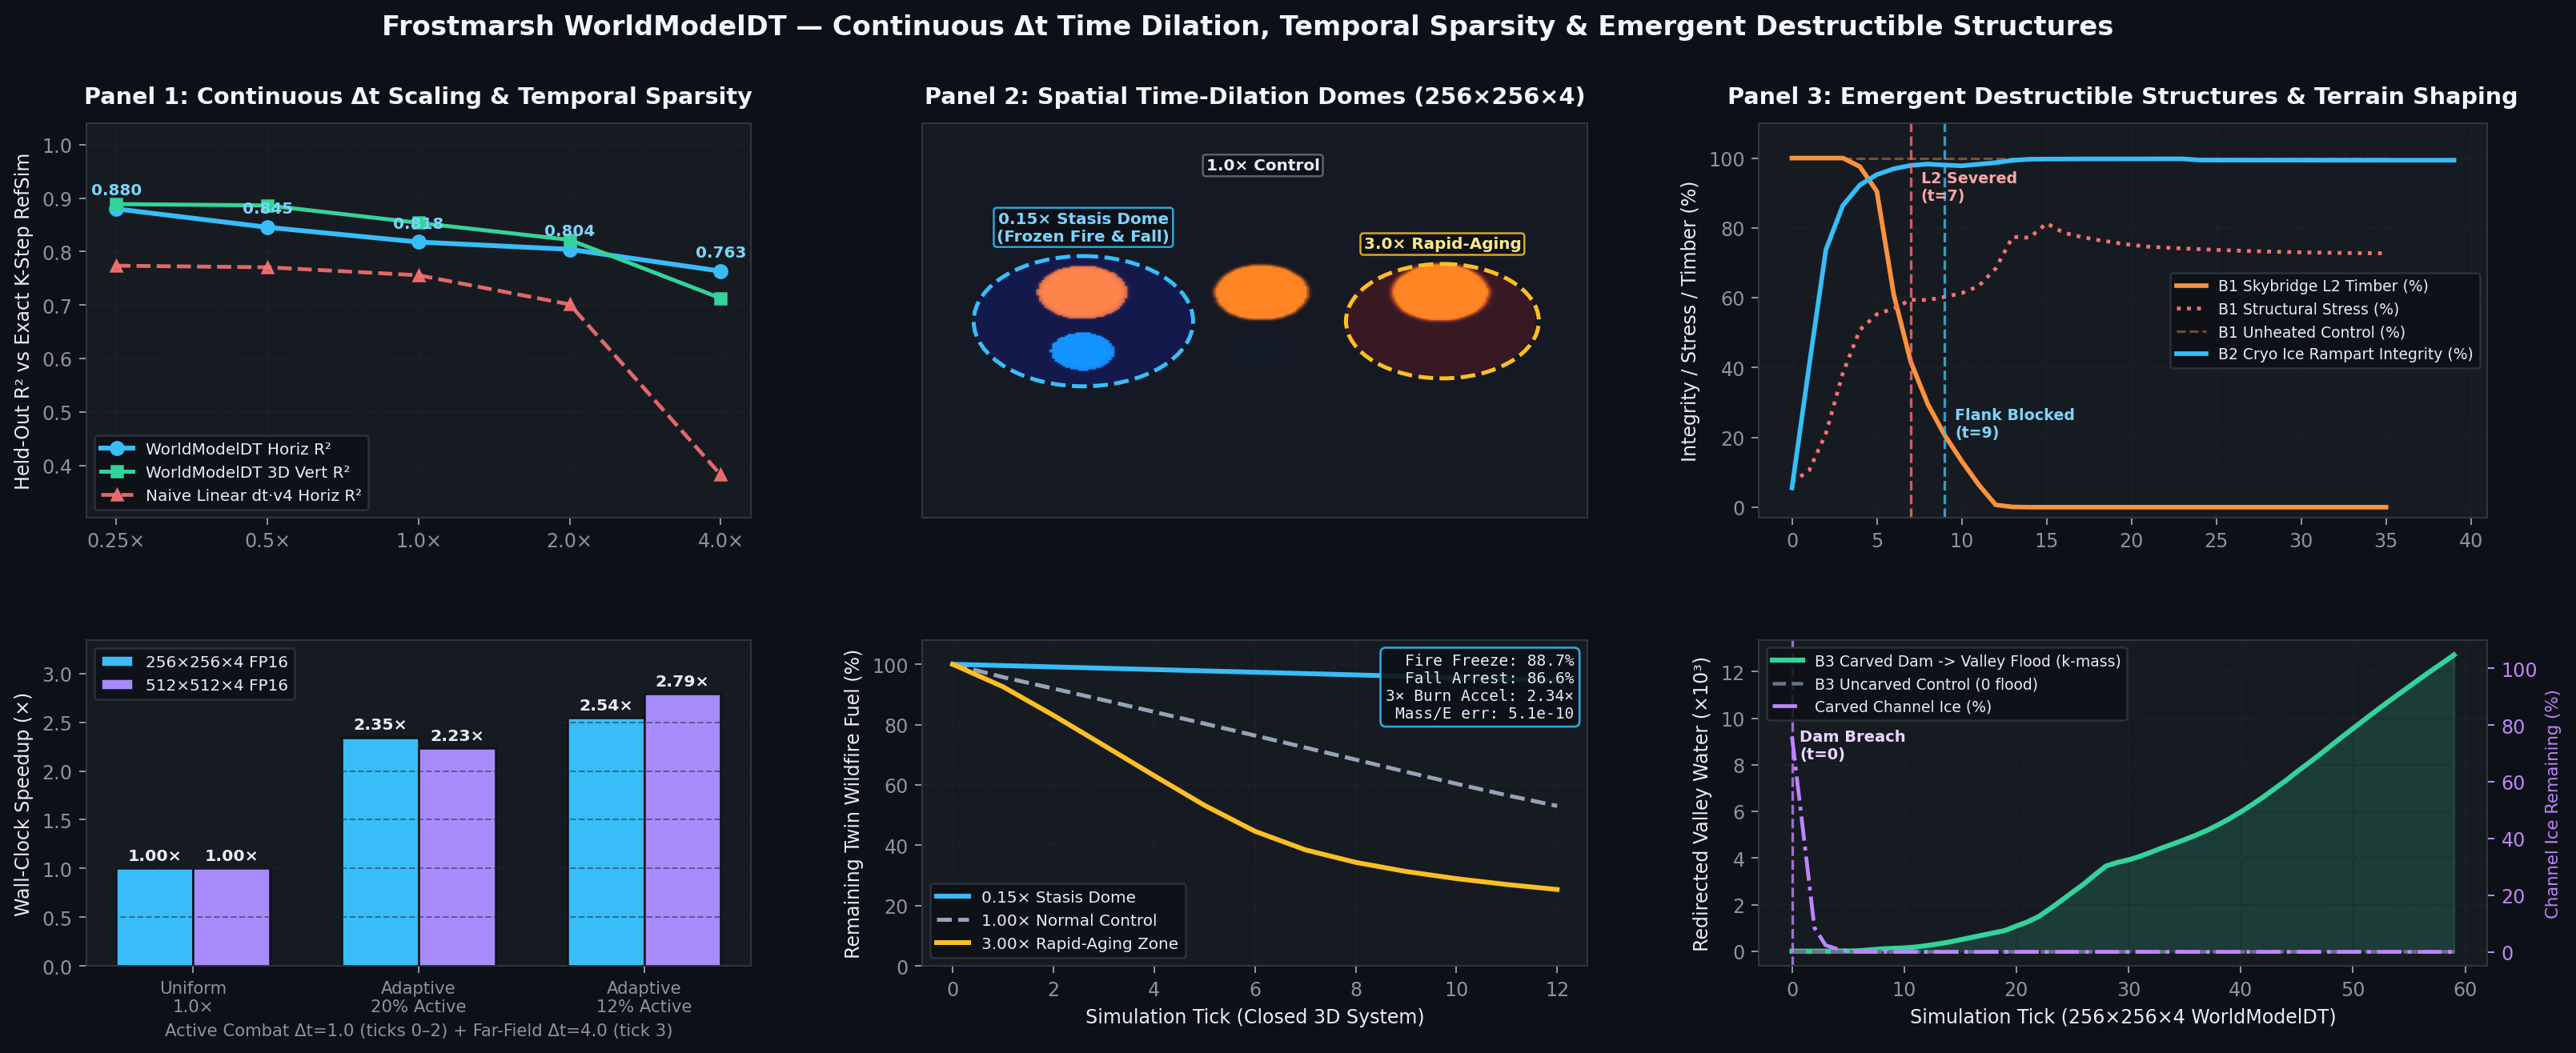 Frostmarsh WorldModelDT — Continuous Δt Time Dilation, Temporal Sparsity & Emergent Destructible Structures
Panel 1: Continuous Δt Scaling & Temporal Sparsity
Held-Out R² vs Exact K-Step RefSim
1.0
0.9
0.8
0.7
0.6
0.5
0.4
0.880
0.845
0.818
0.804
0.763
WorldModelDT Horiz R²
WorldModelDT 3D Vert R²
Naive Linear dt·v4 Horiz R²
0.25×
0.5×
1.0×
2.0×
4.0×
Panel 2: Spatial Time-Dilation Domes (256×256×4)
1.0× Control
0.15× Stasis Dome
(Frozen Fire & Fall)
3.0× Rapid-Aging
Panel 3: Emergent Destructible Structures & Terrain Shaping
Integrity / Stress / Timber (%)
100
80
60
40
20
0
L2 Severed
(t=7)
B1 Skybridge L2 Timber (%)
B1 Structural Stress (%)
B1 Unheated Control (%)
B2 Cryo Ice Rampart Integrity (%)
Flank Blocked
(t=9)
0
5
10
15
20
25
30
35
40
Wall-Clock Speedup (×)
3.0
2.5
2.0
1.5
1.0
0.5
0.0
256×256×4 FP16
512×512×4 FP16
1.00×
1.00×
2.35×
2.23×
2.54×
2.79×
Uniform
1.0×
Adaptive
20% Active
Adaptive
12% Active
Active Combat Δt=1.0 (ticks 0–2) + Far-Field Δt=4.0 (tick 3)
Remaining Twin Wildfire Fuel (%)
100
80
60
40
20
0
Fire Freeze: 88.7%
Fall Arrest: 86.6%
3× Burn Accel: 2.34×
Mass/E err: 5.1e-10
0.15× Stasis Dome
1.00× Normal Control
3.00× Rapid-Aging Zone
0
2
4
6
8
10
12
Simulation Tick (Closed 3D System)
Redirected Valley Water (×10³)
12
10
8
6
4
2
0
B3 Carved Dam -> Valley Flood (k-mass)
B3 Uncarved Control (0 flood)
Carved Channel Ice (%)
Dam Breach
(t=0)
100
80
60
40
20
0
Channel Ice Remaining (%)
0
10
20
30
40
50
60
Simulation Tick (256×256×4 WorldModelDT)